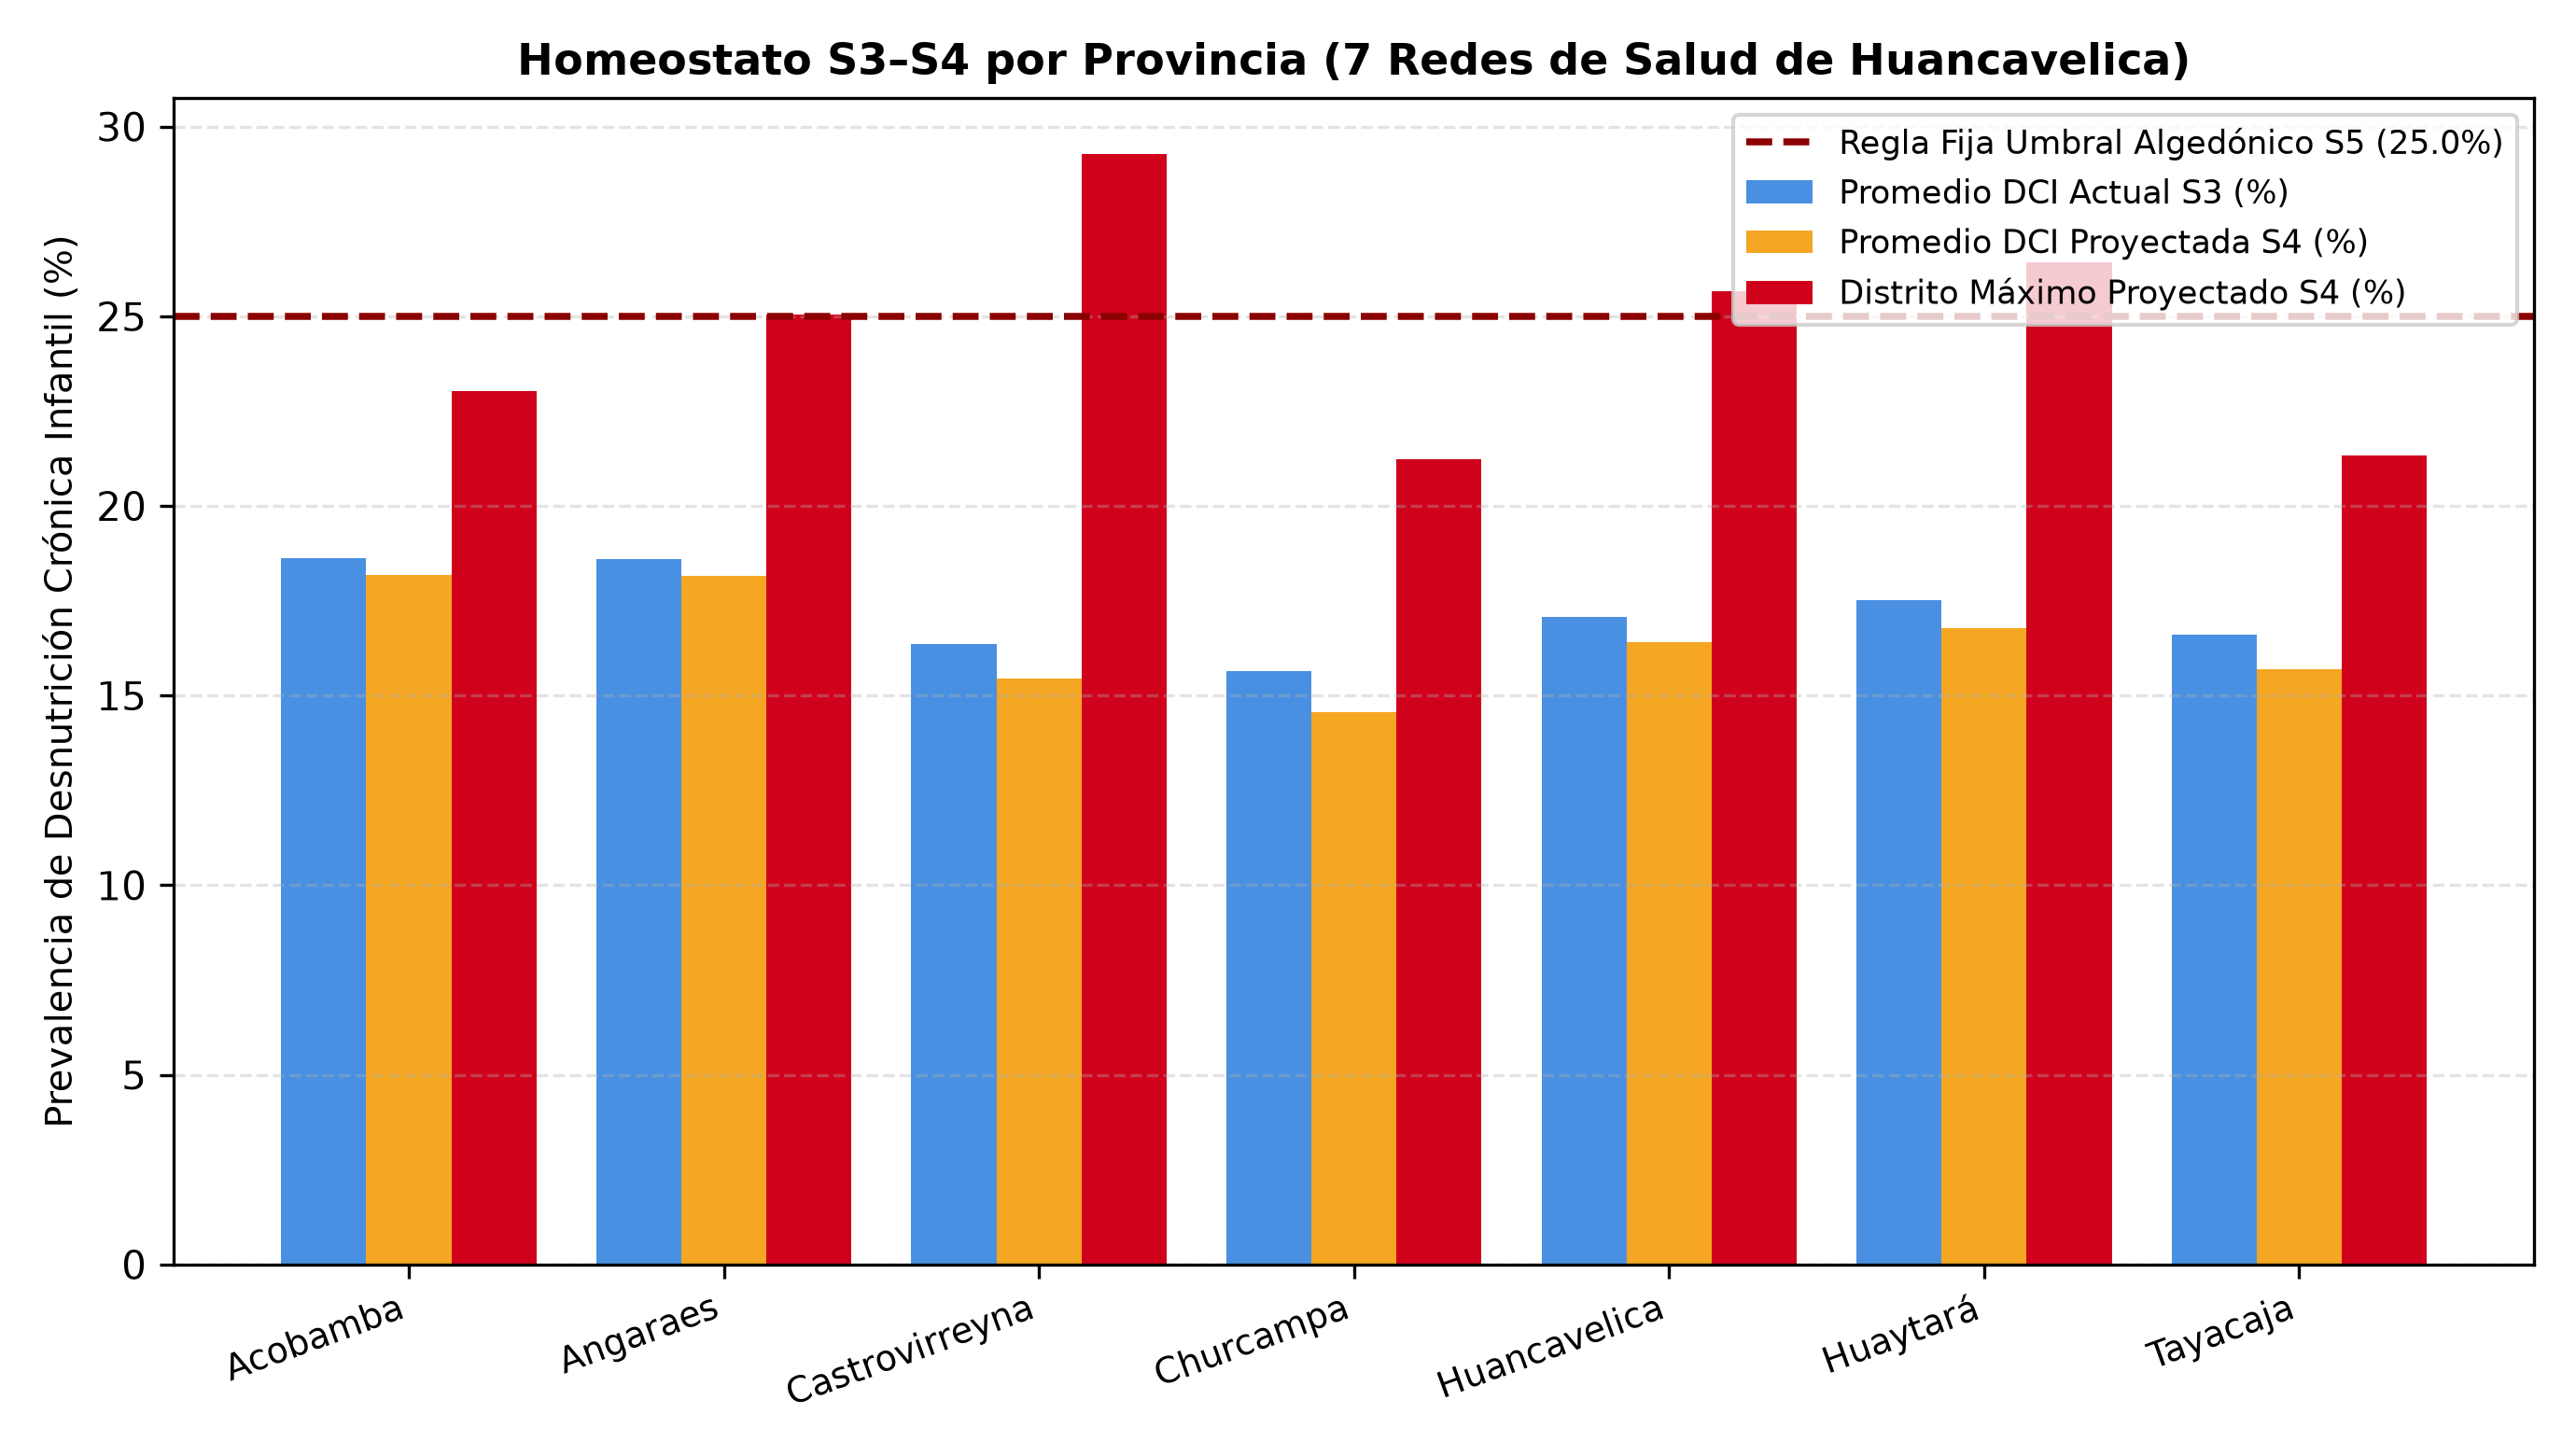 Homeostato S3–S4 por Provincia (7 Redes de Salud de Huancavelica)
Prevalencia de Desnutrición Crónica Infantil (%)
30
25
20
15
10
5
0
Regla Fija Umbral Algedónico S5 (25.0%)
Promedio DCI Actual S3 (%)
Promedio DCI Proyectada S4 (%)
Distrito Máximo Proyectado S4 (%)
Acobamba
Angaraes
Castrovirreyna
Churcampa
Huancavelica
Huaytará
Tayacaja